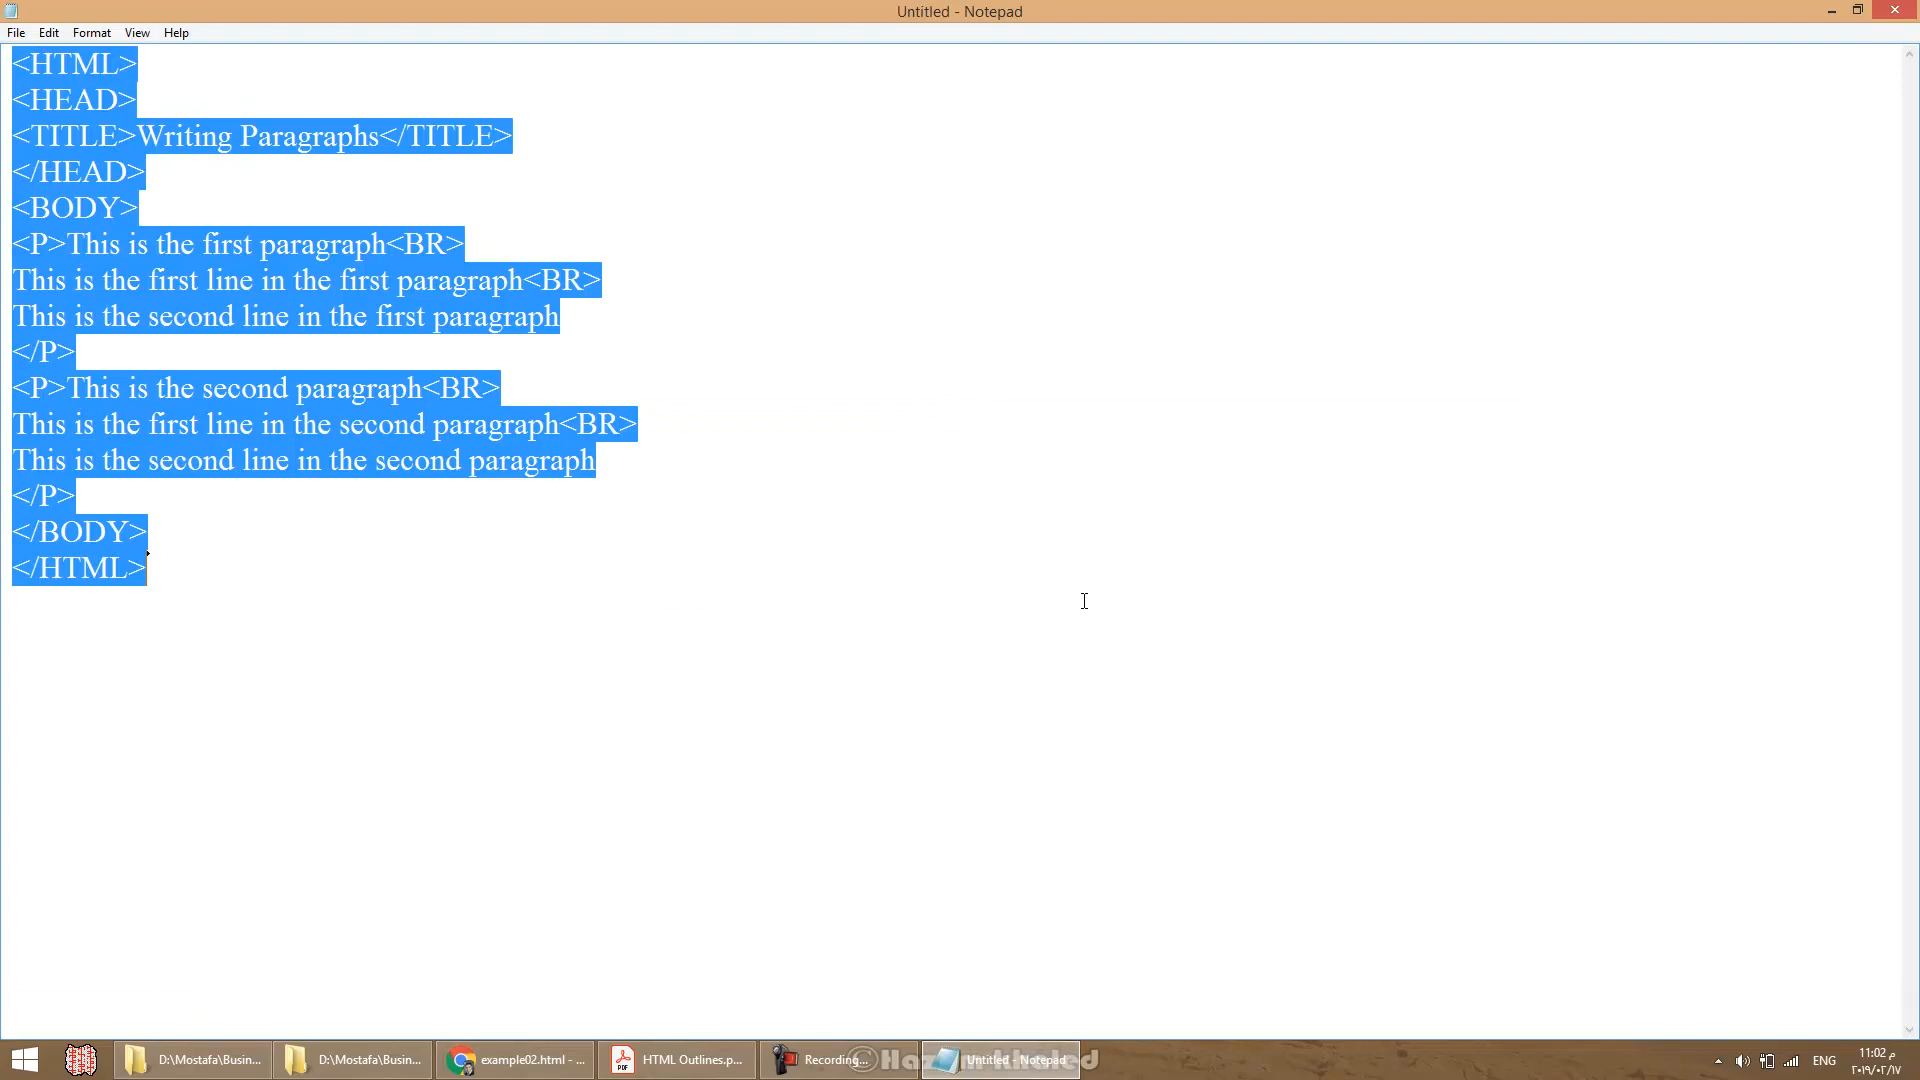 Untitled - Notepad
File Edit Format View Help
<HTML>
<HEAD>
<TITLE>Writing Paragraphs</TITLE>
</HEAD>
<BODY>
<P>This is the first paragraph<BR>
This is the first line in the first paragraph<BR>
This is the second line in the first paragraph
</P>
<P>This is the second paragraph<BR>
This is the first line in the second paragraph<BR>
This is the second line in the second paragraph
</P>
</BODY>
</HTML>
D:\Mostafa\Busin... D:\Mostafa\Busin... example02.html - ... HTML Outlines.p... Recording... Untitled - Notepad ENG 11:02 م
٢٠١٩/٠٢/١٧